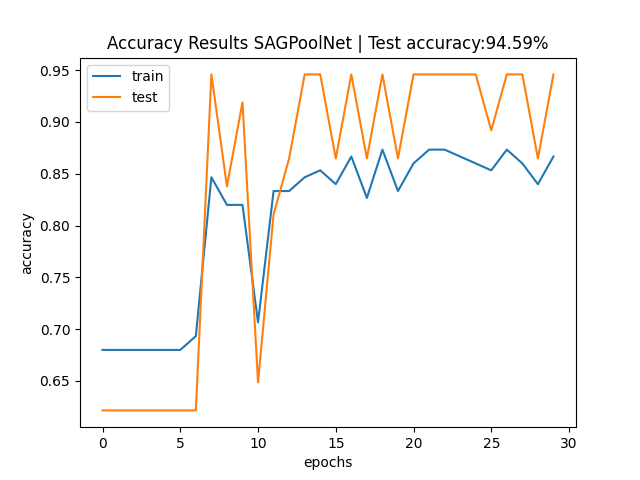 Accuracy Results SAGPoolNet | Test accuracy:94.59%
train
test
accuracy
0.95
0.90
0.85
0.80
0.75
0.70
0.65
0 5 10 15 20 25 30
epochs